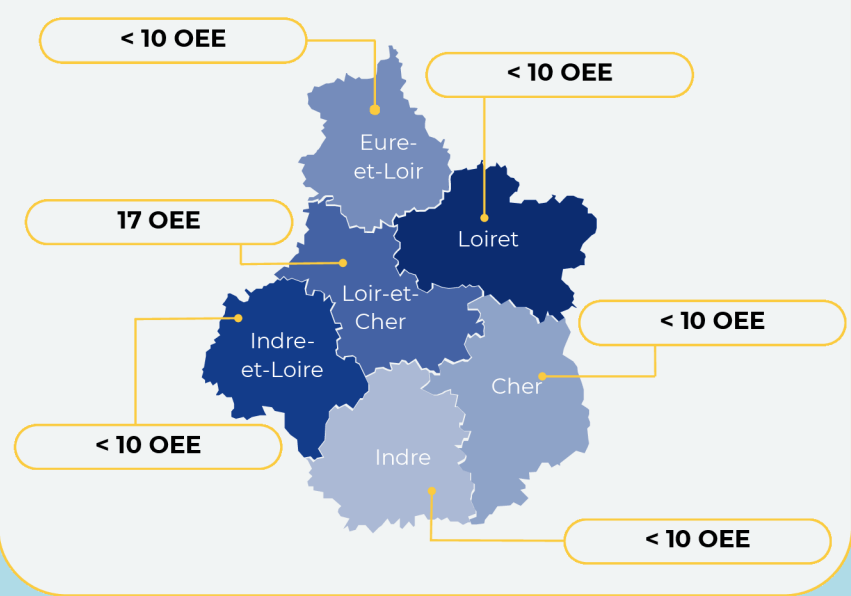 < 10 OEE
< 10 OEE
Eure-
et-Loir
17 OEE
Loiret
Loir-et-
Cher
< 10 OEE
Indre-
et-Loire
Cher
< 10 OEE
Indre
< 10 OEE